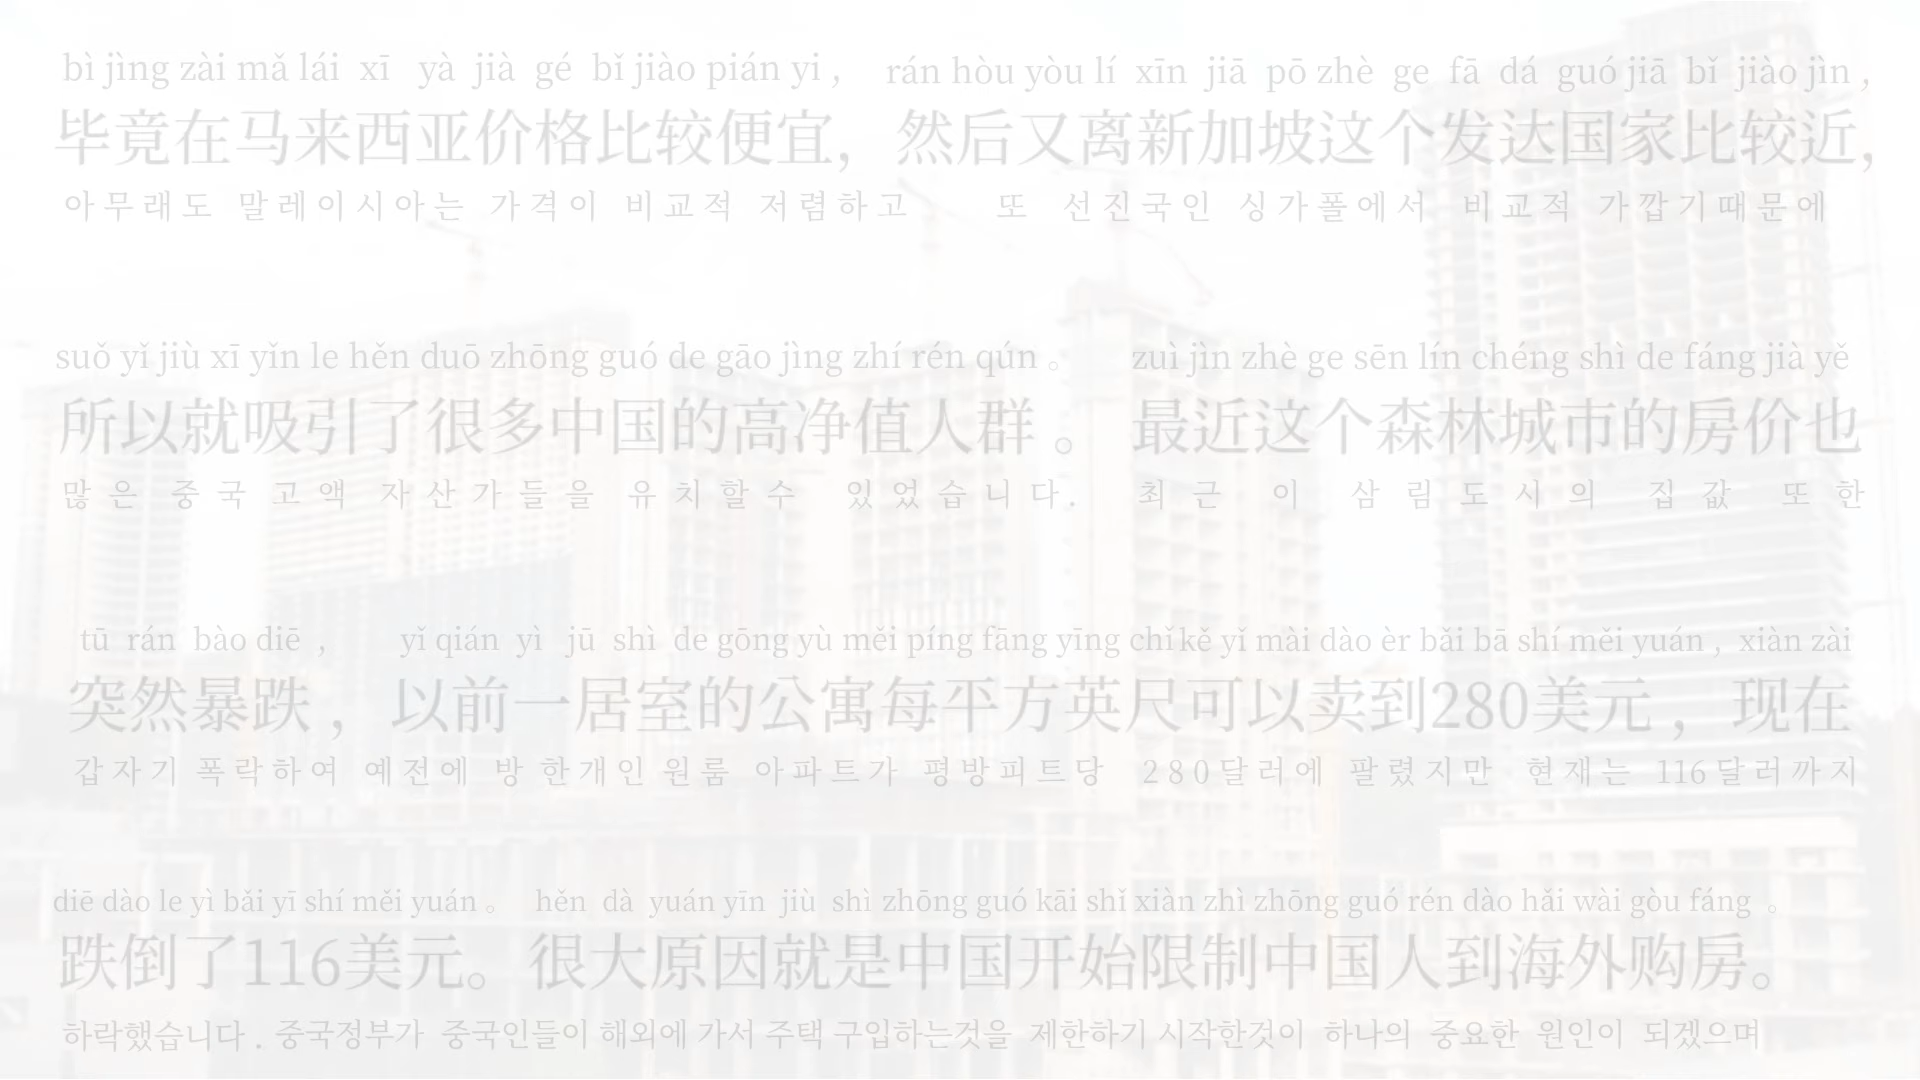 bì jìng zài mǎ lái xī yà jià gé bǐ jiào pián yi , rán hòu yòu lí xīn jiā pō zhè ge fā dá guó jiā bǐ jiào jìn ,
毕竟在马来西亚价格比较便宜，然后又离新加坡这个发达国家比较近，
아무래도 말레이시아는 가격이 비교적 저렴하고 또 선진국인 싱가폴에서 비교적 가깝기때문에
suǒ yǐ jiù xī yǐn le hěn duō zhōng guó de gāo jìng zhí rén qún 。 zuì jìn zhè ge sēn lín chéng shì de fáng jià yě
所以就吸引了很多中国的高净值人群 。 最近这个森林城市的房价也
많은 중국 고액 자산가들을 유치할수 있었습니다. 최근 이 삼림도시의 집값 또한
tū rán bào diē , yǐ qián yì jū shì de gōng yù měi píng fāng yīng chǐ kě yǐ mài dào èr bǎi bā shí měi yuán , xiàn zài
突然暴跌 ，以前一居室的公寓每平方英尺可以卖到280美元 ，现在
갑자기 폭락하여 예전에 방 한개인 원룸 아파트가 평방피트당 280달러에 팔렸지만 현재는 116달러까지
diē dào le yì bǎi yī shí měi yuán 。 hěn dà yuán yīn jiù shì zhōng guó kāi shǐ xiàn zhì zhōng guó rén dào hǎi wài gòu fáng 。
跌倒了116美元。很大原因就是中国开始限制中国人到海外购房。
하락했습니다 . 중국정부가 중국인들이 해외에 가서 주택 구입하는것을 제한하기 시작한것이 하나의 중요한 원인이 되겠으며